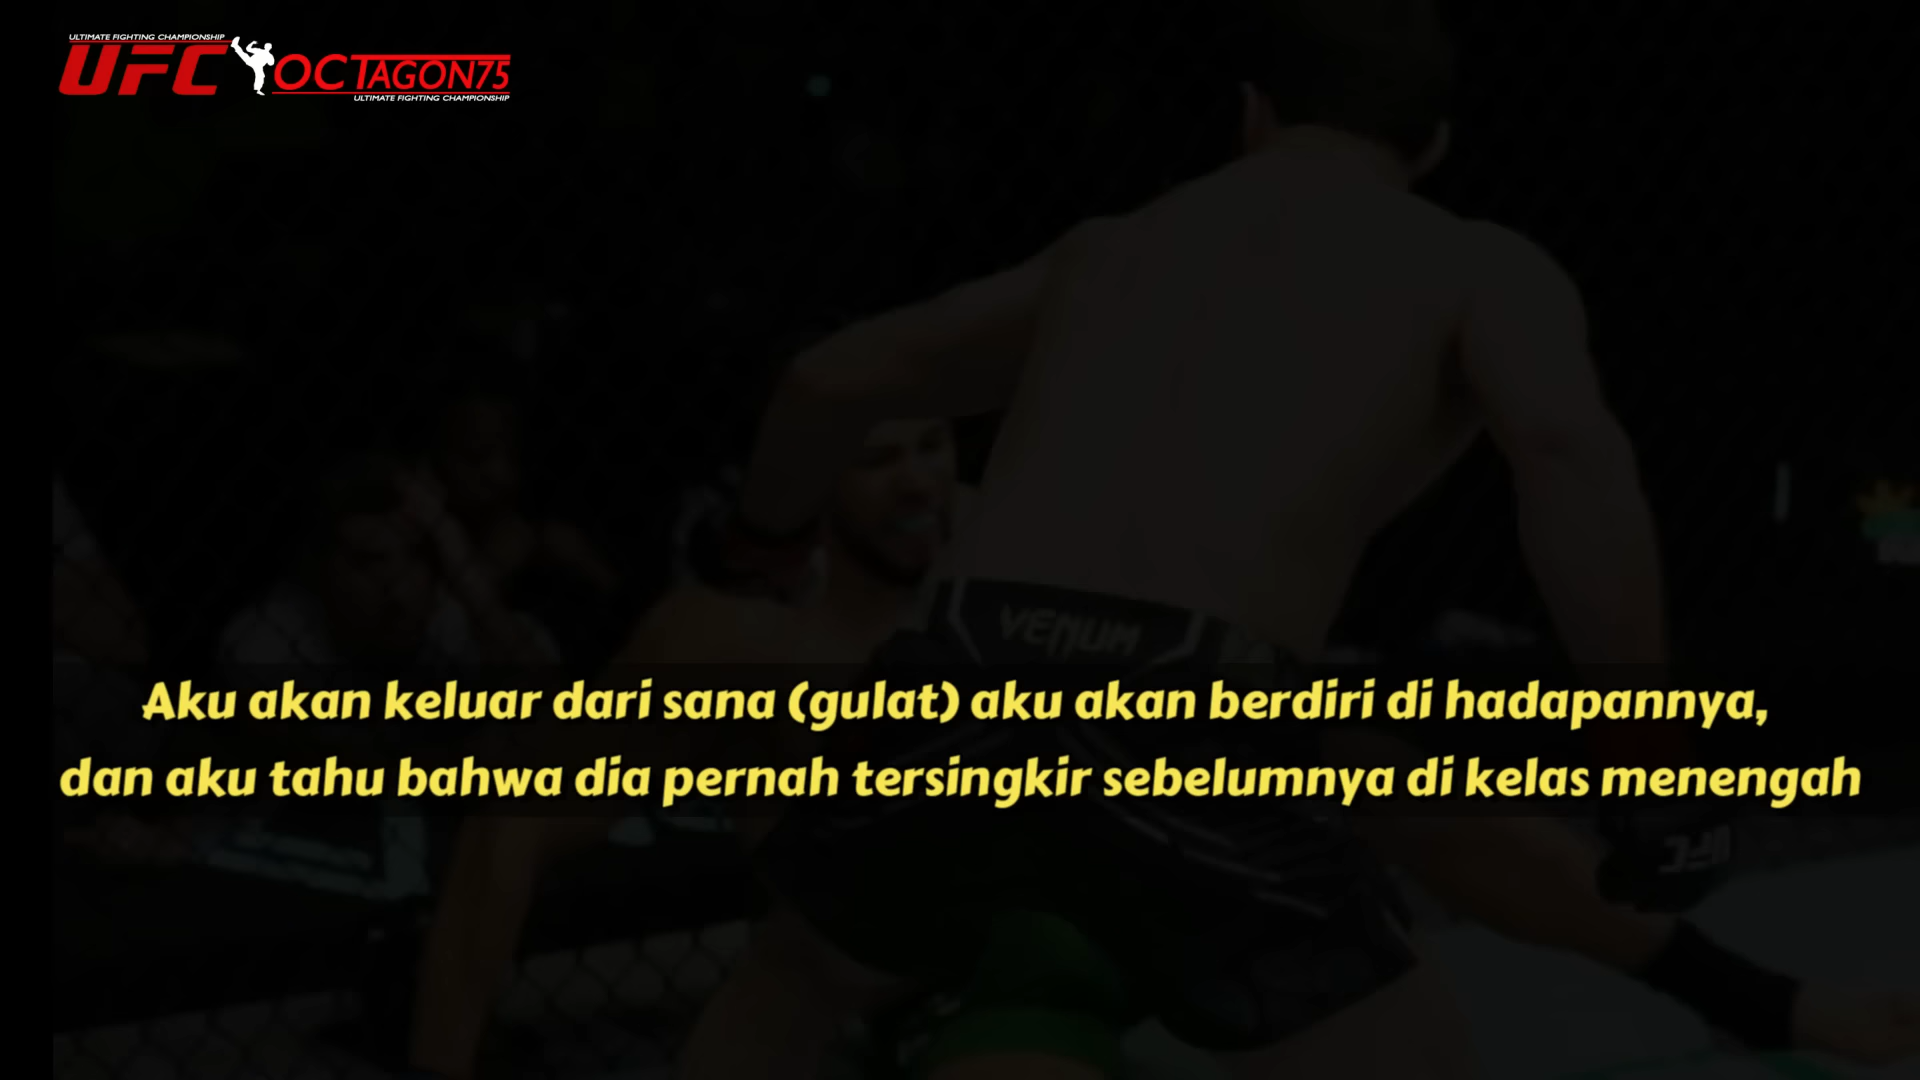 ULTIMATE FIGHTING CHAMPIONSHIP
UFC OCTAGON75
ULTIMATE FIGHTING CHAMPIONSHIP
VENUM
Aku akan keluar dari sana (gulat) aku akan berdiri di hadapannya,
dan aku tahu bahwa dia pernah tersingkir sebelumnya di kelas menengah
UFC